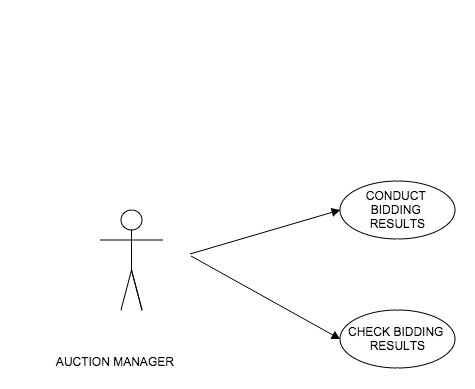 CONDUCT
BIDDING
RESULTS
CHECK BIDDING
RESULTS
AUCTION MANAGER